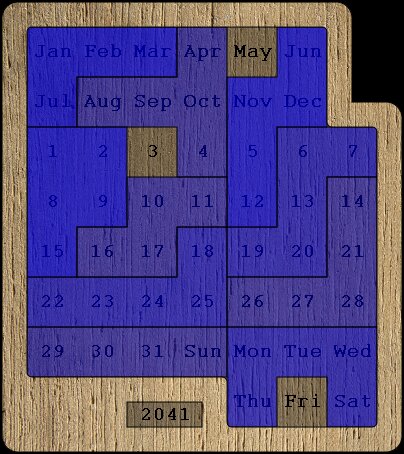 Jan Feb Mar Apr May Jun
Jul Aug Sep Oct Nov Dec
1 2 3 4 5 6 7
8 9 10 11 12 13 14
15 16 17 18 19 20 21
22 23 24 25 26 27 28
29 30 31 Sun Mon Tue Wed
Thu Fri Sat
2041